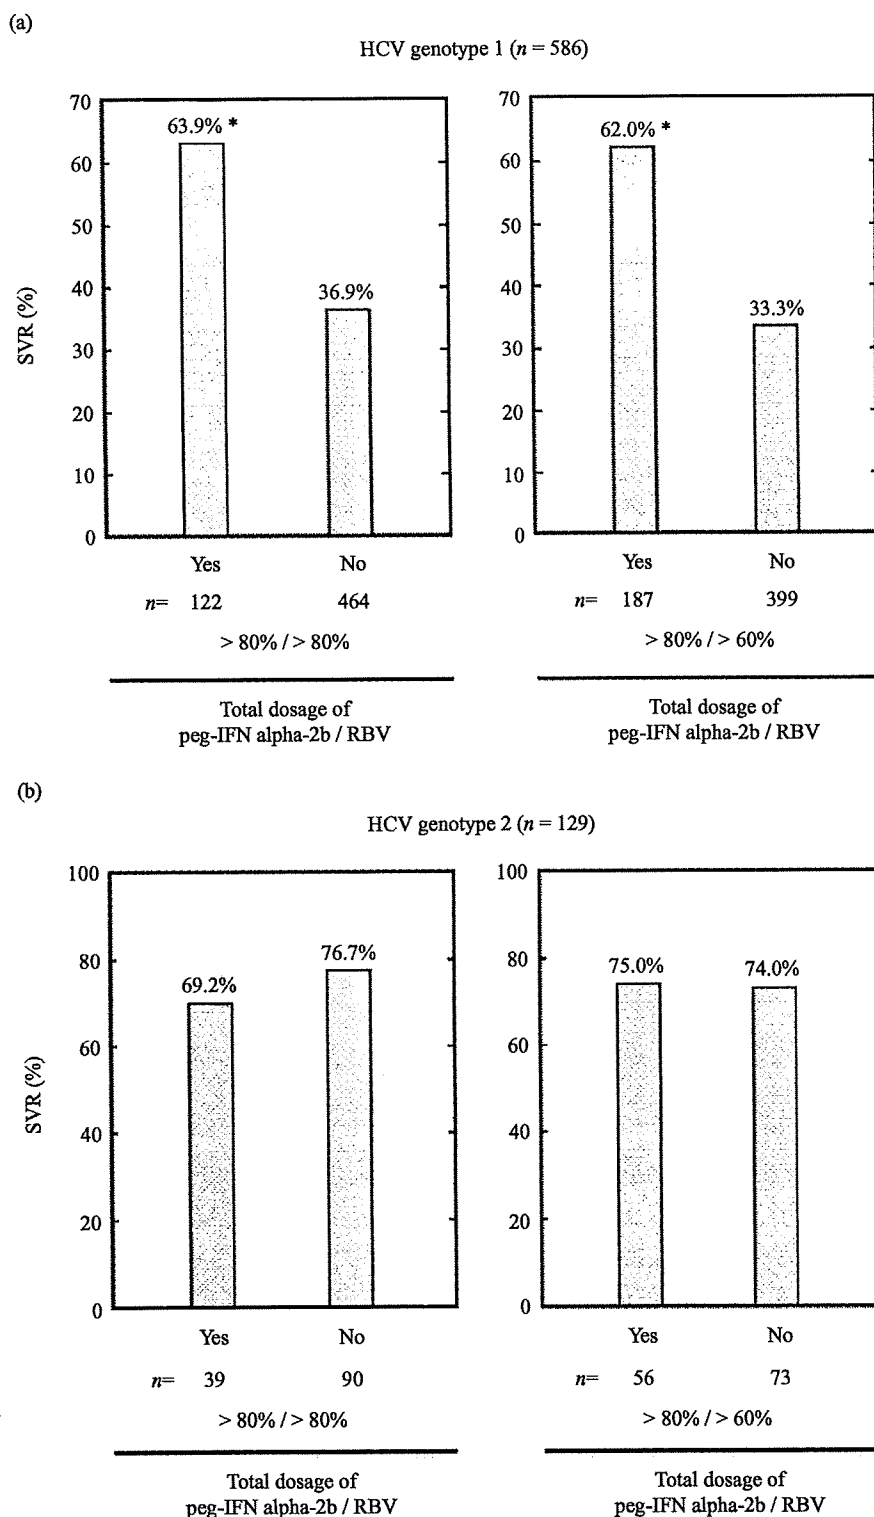 (a)
HCV genotype 1 (n = 586)
SVR (%)
70
60
50
40
30
20
10
0
63.9% *
36.9%
Yes No
n= 122 464
> 80% / > 80%
Total dosage of
peg-IFN alpha-2b / RBV
70
60
50
40
30
20
10
0
62.0% *
33.3%
Yes No
n= 187 399
> 80% / > 60%
Total dosage of
peg-IFN alpha-2b / RBV
(b)
HCV genotype 2 (n = 129)
SVR (%)
100
80
60
40
20
0
69.2%
76.7%
Yes No
n= 39 90
> 80% / > 80%
Total dosage of
peg-IFN alpha-2b / RBV
100
80
60
40
20
0
75.0%
74.0%
Yes No
n= 56 73
> 80% / > 60%
Total dosage of
peg-IFN alpha-2b / RBV